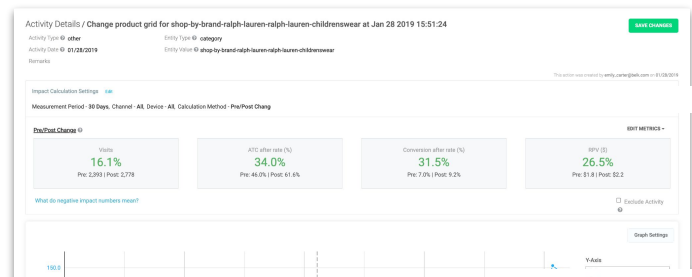 Activity Details / Change product grid for shop-by-brand-ralph-lauren-ralph-lauren-childrenswear at Jan 28 2019 15:51:24
SAVE CHANGES
Activity Type other Entity Type category
Activity Date 01/28/2019 Entity Value shop-by-brand-ralph-lauren-ralph-lauren-childrenswear
Remarks
This action was created by emily_carter@belk.com on 01/28/2019
Impact Calculation Settings Edit
Measurement Period - 30 Days, Channel - All, Device - All, Calculation Method - Pre/Post Chang
Pre/Post Change EDIT METRICS
Visits ATC after rate (%) Conversion after rate (%) RPV ($)
16.1% 34.0% 31.5% 26.5%
Pre: 2,393 | Post: 2,778 Pre: 46.0% | Post: 61.6% Pre: 7.0% | Post: 9.2% Pre: $1.8 | Post: $2.2
What do negative impact numbers mean? Exclude Activity
Graph Settings
Y-Axis
150.0